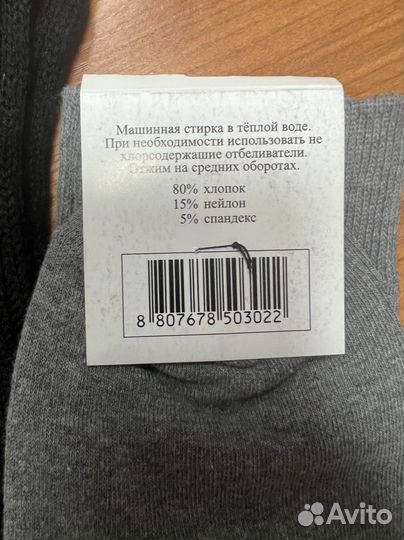 Машинная стирка в тёплой воде.
При необходимости использовать не
хлорсодержашие отбеливатели.
Отжим на средних оборотах.
80% хлопок
15% нейлон
5% спандекс
8 807678 503022
Avito